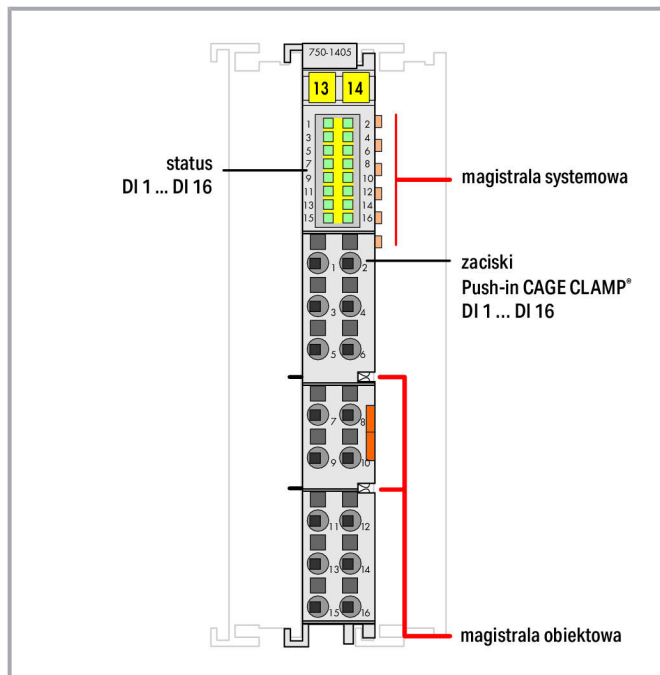 750-1405
13 14
1 2
3 4
5 6
7 8
9 10
11 12
13 14
15 16
status
DI 1 ... DI 16
magistrala systemowa
zaciski
Push-in CAGE CLAMP®
DI 1 ... DI 16
1 2
3 4
5 6
7 8
9 10
11 12
13 14
15 16
magistrala obiektowa